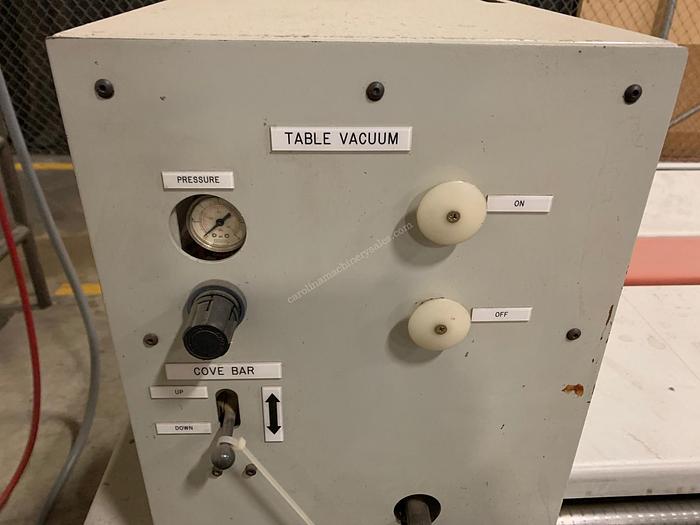 TABLE VACUUM
PRESSURE
ON
carolinamachinerysales.com
OFF
COVE BAR
UP
DOWN